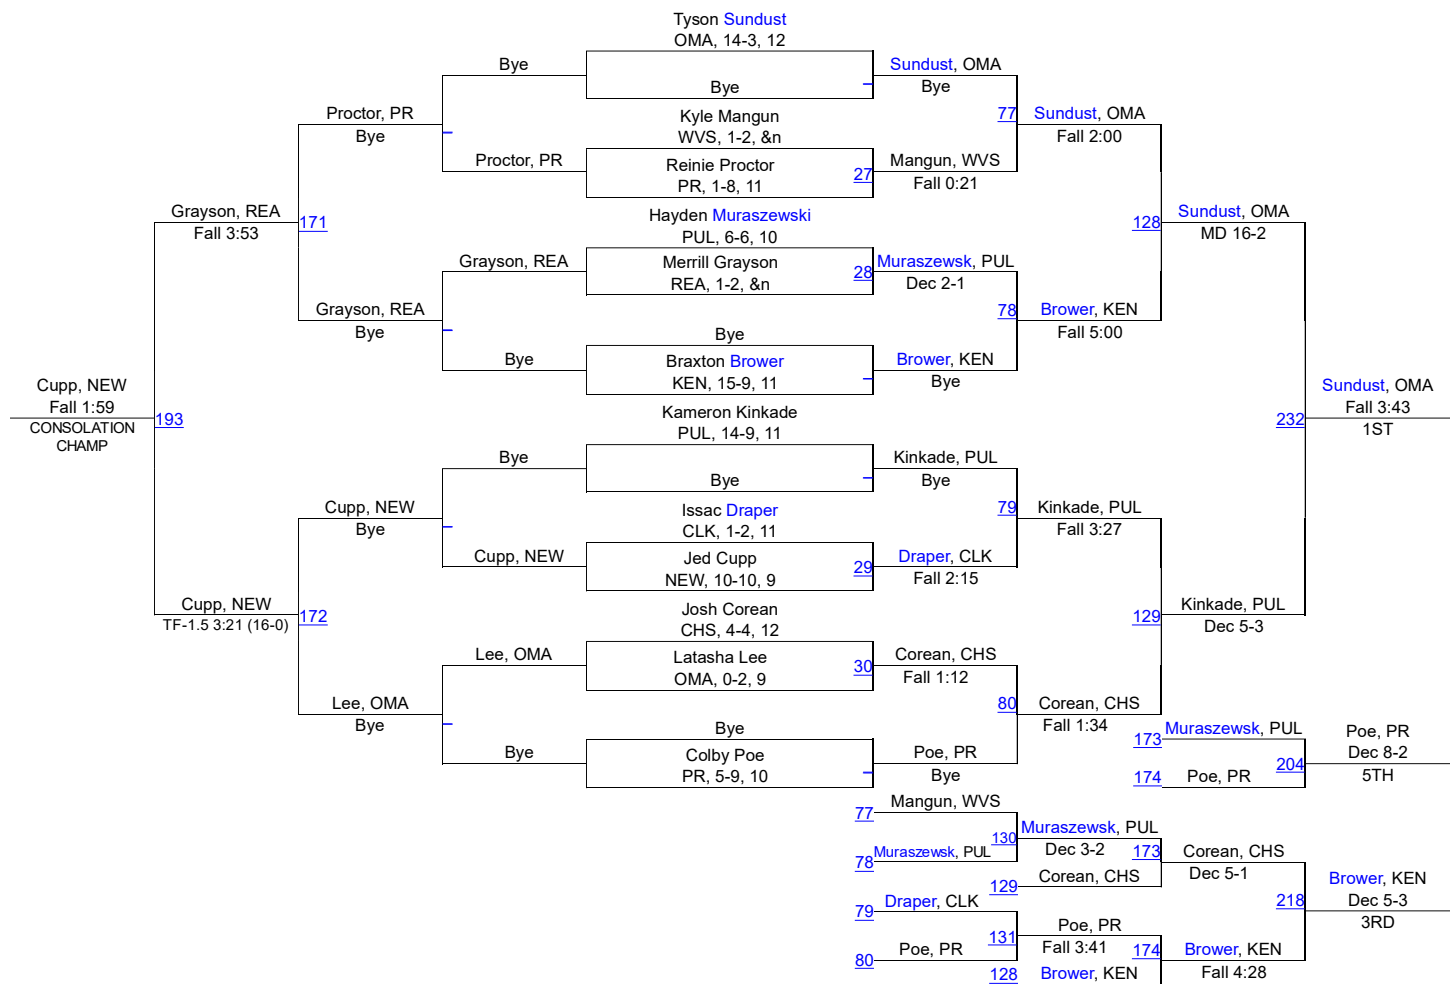 Tyson Sundust
OMA, 14-3, 12
Bye
Bye
Sundust, OMA
Bye
Kyle Mangun
WVS, 1-2, &n
77
Sundust, OMA
Fall 2:00
Proctor, PR
Bye
Proctor, PR
Reinie Proctor
PR, 1-8, 11
27
Mangun, WVS
Fall 0:21
Grayson, REA
Fall 3:53
171
Hayden Muraszewski
PUL, 6-6, 10
128
Sundust, OMA
MD 16-2
Grayson, REA
Merrill Grayson
REA, 1-2, &n
28
Muraszewsk, PUL
Dec 2-1
Grayson, REA
Bye
78
Brower, KEN
Fall 5:00
Bye
Bye
Braxton Brower
KEN, 15-9, 11
Brower, KEN
Bye
Cupp, NEW
Fall 1:59
CONSOLATION
CHAMP
193
Kameron Kinkade
PUL, 14-9, 11
232
Sundust, OMA
Fall 3:43
1ST
Bye
Bye
Kinkade, PUL
Bye
Cupp, NEW
Bye
Issac Draper
CLK, 1-2, 11
79
Kinkade, PUL
Fall 3:27
Cupp, NEW
Jed Cupp
NEW, 10-10, 9
29
Draper, CLK
Fall 2:15
Cupp, NEW
TF-1.5 3:21 (16-0)
172
Josh Corean
CHS, 4-4, 12
129
Kinkade, PUL
Dec 5-3
Lee, OMA
Latasha Lee
OMA, 0-2, 9
30
Corean, CHS
Fall 1:12
Lee, OMA
Bye
80
Corean, CHS
Fall 1:34
Bye
Bye
Colby Poe
PR, 5-9, 10
Poe, PR
Bye
173
Muraszewsk, PUL
204
Poe, PR
Dec 8-2
5TH
174
Poe, PR
77
Mangun, WVS
130
Muraszewsk, PUL
Dec 3-2
78
Muraszewsk, PUL
173
Corean, CHS
Dec 5-1
129
Corean, CHS
218
Brower, KEN
Dec 5-3
3RD
79
Draper, CLK
131
Poe, PR
Fall 3:41
80
Poe, PR
174
Brower, KEN
Fall 4:28
128
Brower, KEN